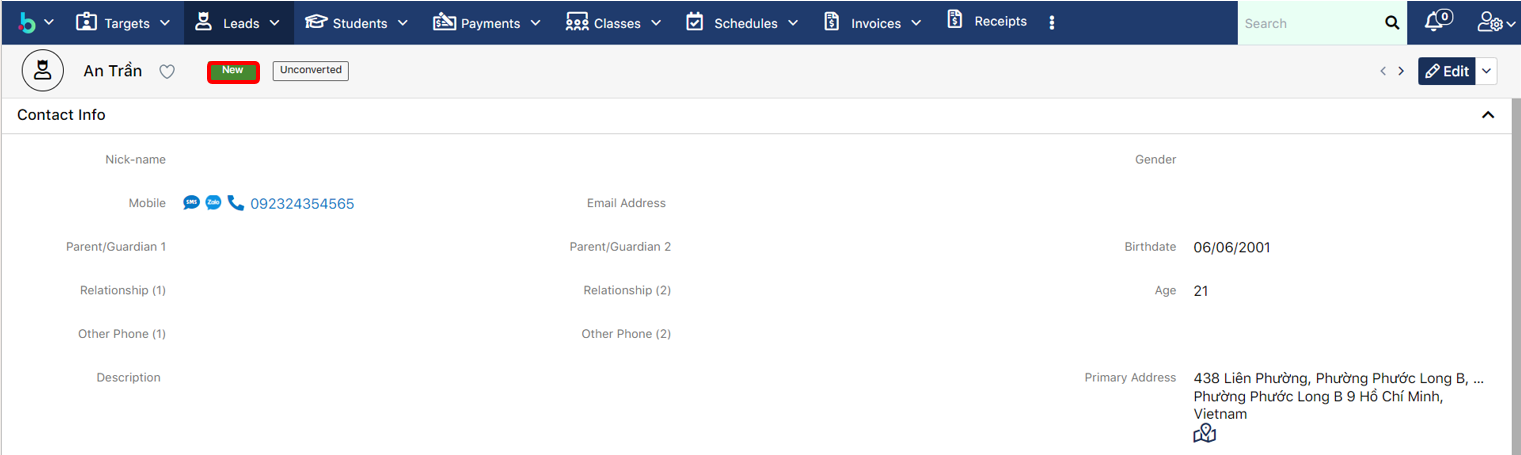 Targets Leads Students Payments Classes Schedules Invoices Receipts Search 0
An Trần New Unconverted Edit
Contact Info
Nick-name Gender
Mobile SMS Zalo 092324354565 Email Address
Parent/Guardian 1 Parent/Guardian 2 Birthdate 06/06/2001
Relationship (1) Relationship (2) Age 21
Other Phone (1) Other Phone (2)
Description Primary Address 438 Liên Phường, Phường Phước Long B, ...
Phường Phước Long B 9 Hồ Chí Minh,
Vietnam